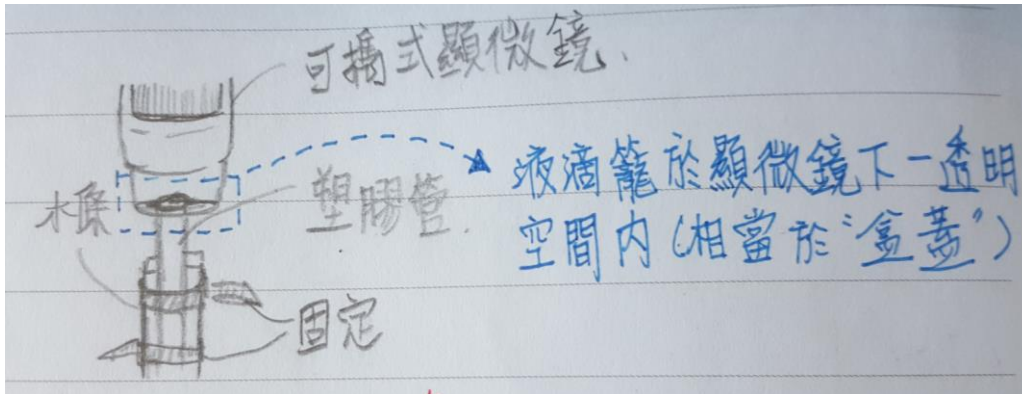 可攜式顯微鏡.
木條
塑膠管.
液滴籠於顯微鏡下一透明
空間內(相當於"盒蓋")
固定